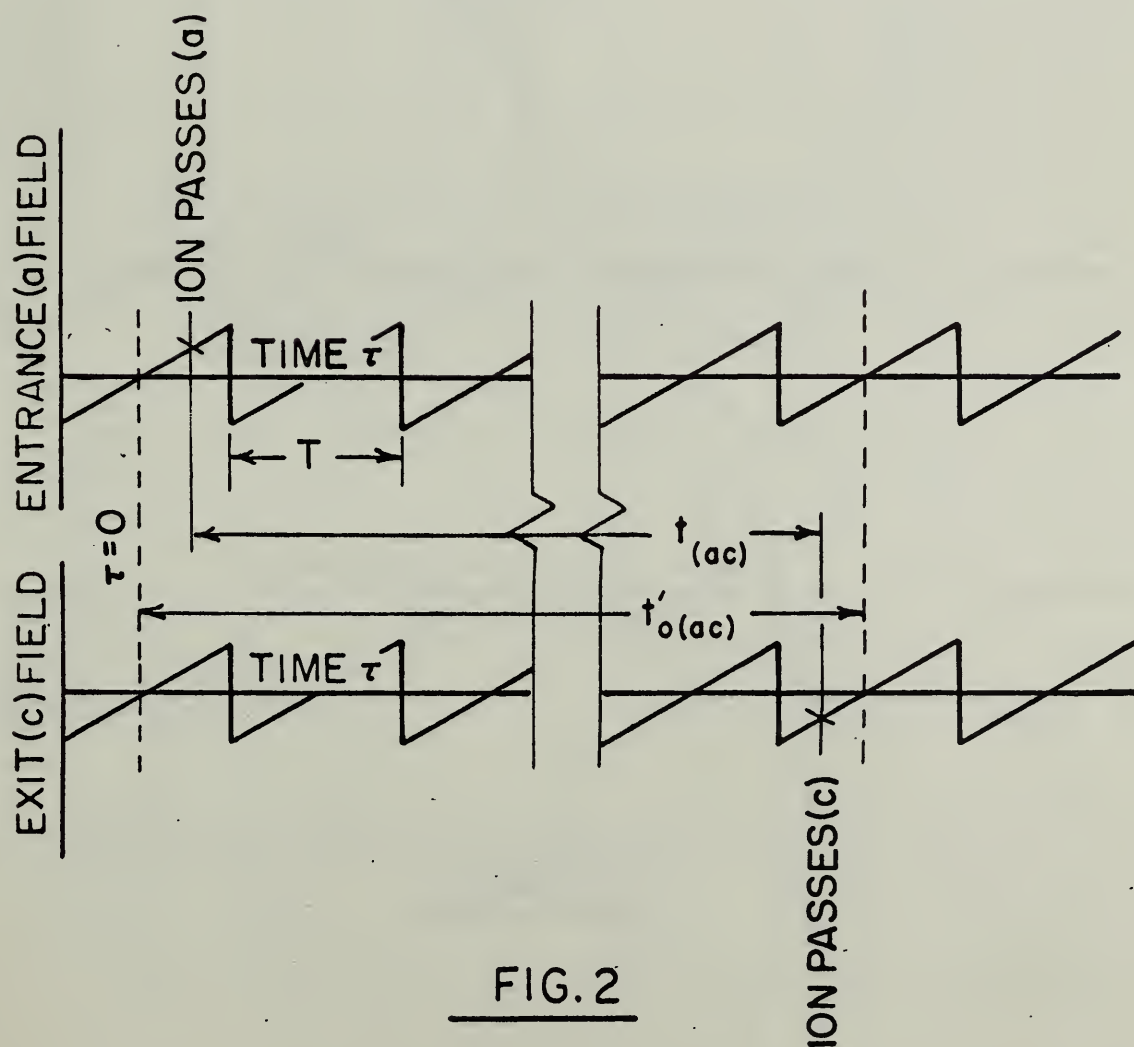 ION PASSES (a)
ENTRANCE(a)FIELD
TIME τ
T
τ=0
t(ac)
t'o(ac)
EXIT(c)FIELD
TIME τ
ION PASSES(c)
FIG. 2